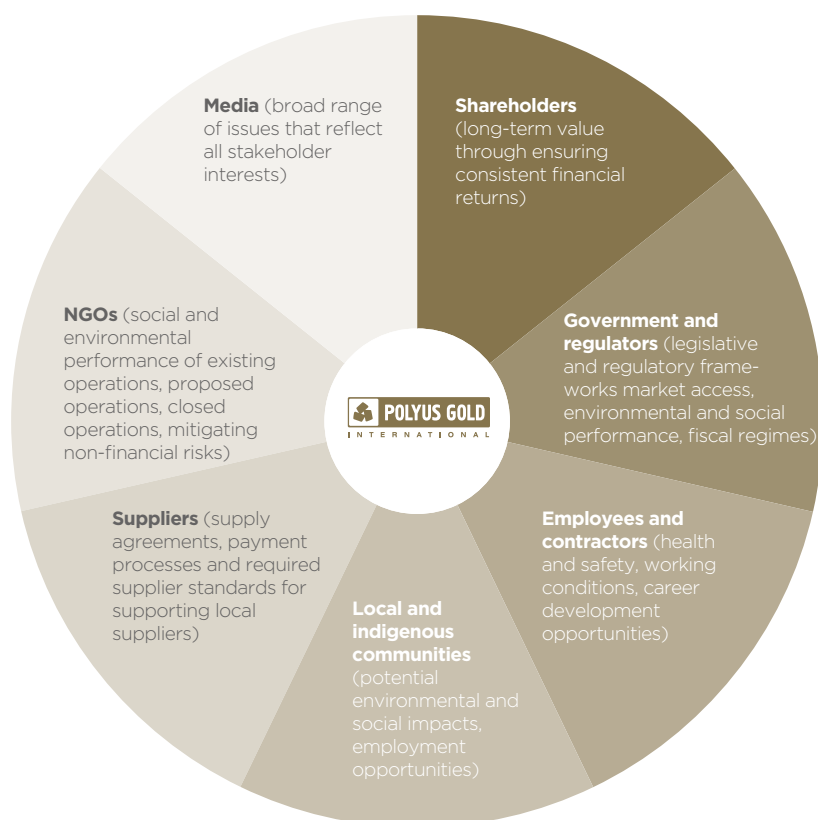 Media (broad range
of issues that reflect
all stakeholder
interests)
Shareholders
(long-term value
through ensuring
consistent financial
returns)
NGOs (social and
environmental
performance of existing
operations, proposed
operations, closed
operations, mitigating
non-financial risks)
Government and
regulators (legislative
and regulatory frame-
works market access,
environmental and social
performance, fiscal regimes)
POLYUS GOLD
INTERNATIONAL
Suppliers (supply
agreements, payment
processes and required
supplier standards for
supporting local
suppliers)
Employees and
contractors (health
and safety, working
conditions, career
development
opportunities)
Local and
indigenous
communities
(potential
environmental and
social impacts,
employment
opportunities)